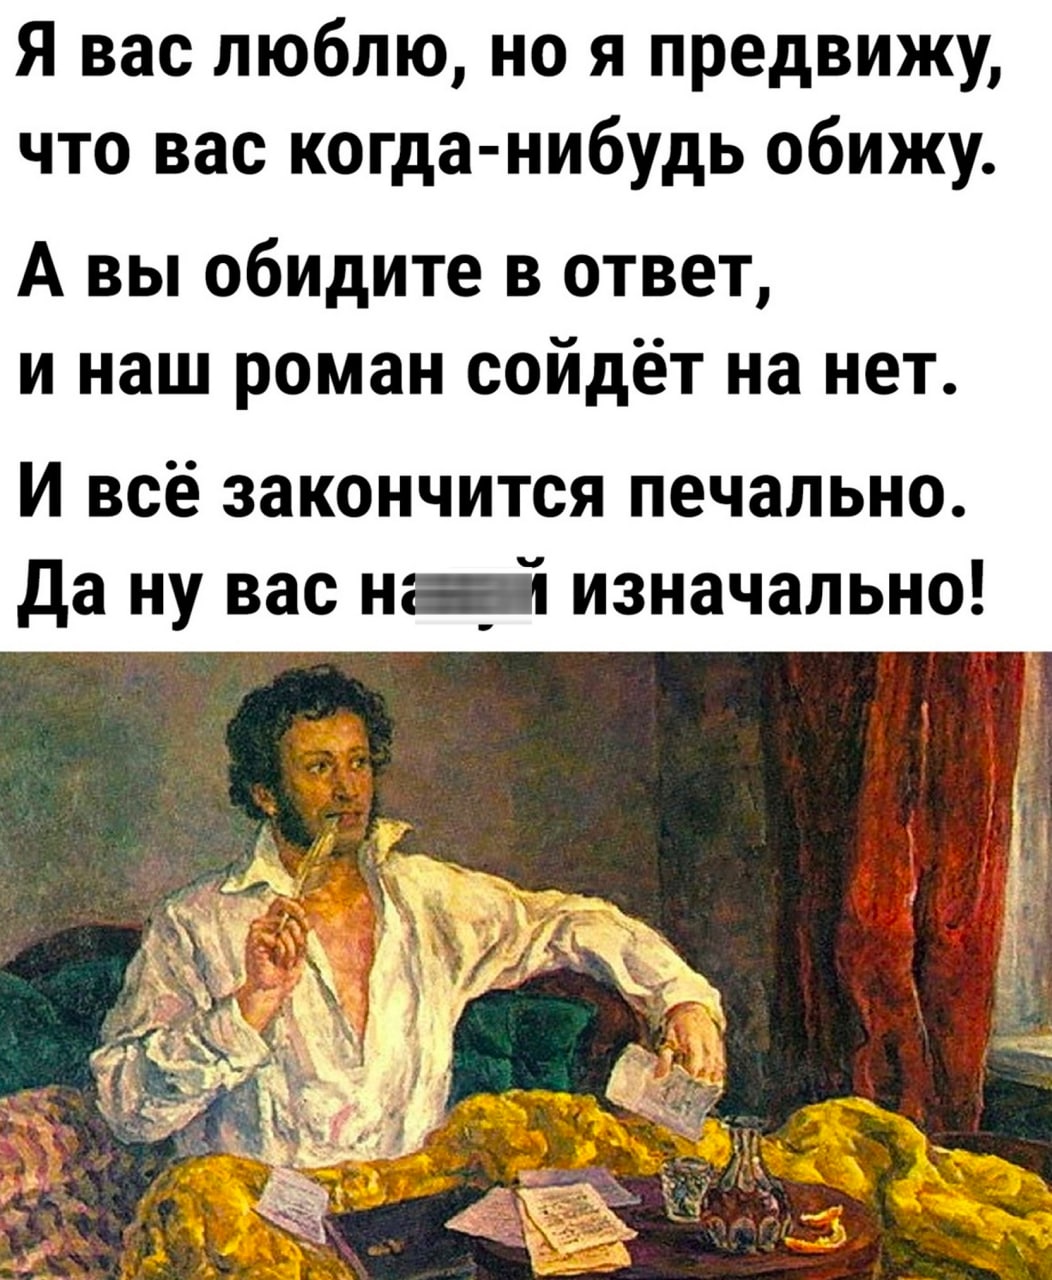 Я вас люблю, но я предвижу,
что вас когда-нибудь обижу.
А вы обидите в ответ,
и наш роман сойдёт на нет.
И всё закончится печально.
Да ну вас изначально!